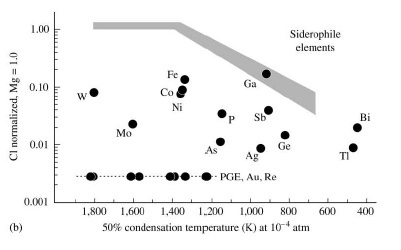 1.00
0.10
0.01
0.001
CI normalized, Mg = 1.0
Siderophile
elements
W
Mo
Fe
Co
Ni
P
As
Ga
Sb
Ag
Ge
Bi
Tl
PGE, Au, Re
1,800 1,600 1,400 1,200 1,000 800 600 400
(b) 50% condensation temperature (K) at 10⁻⁴ atm